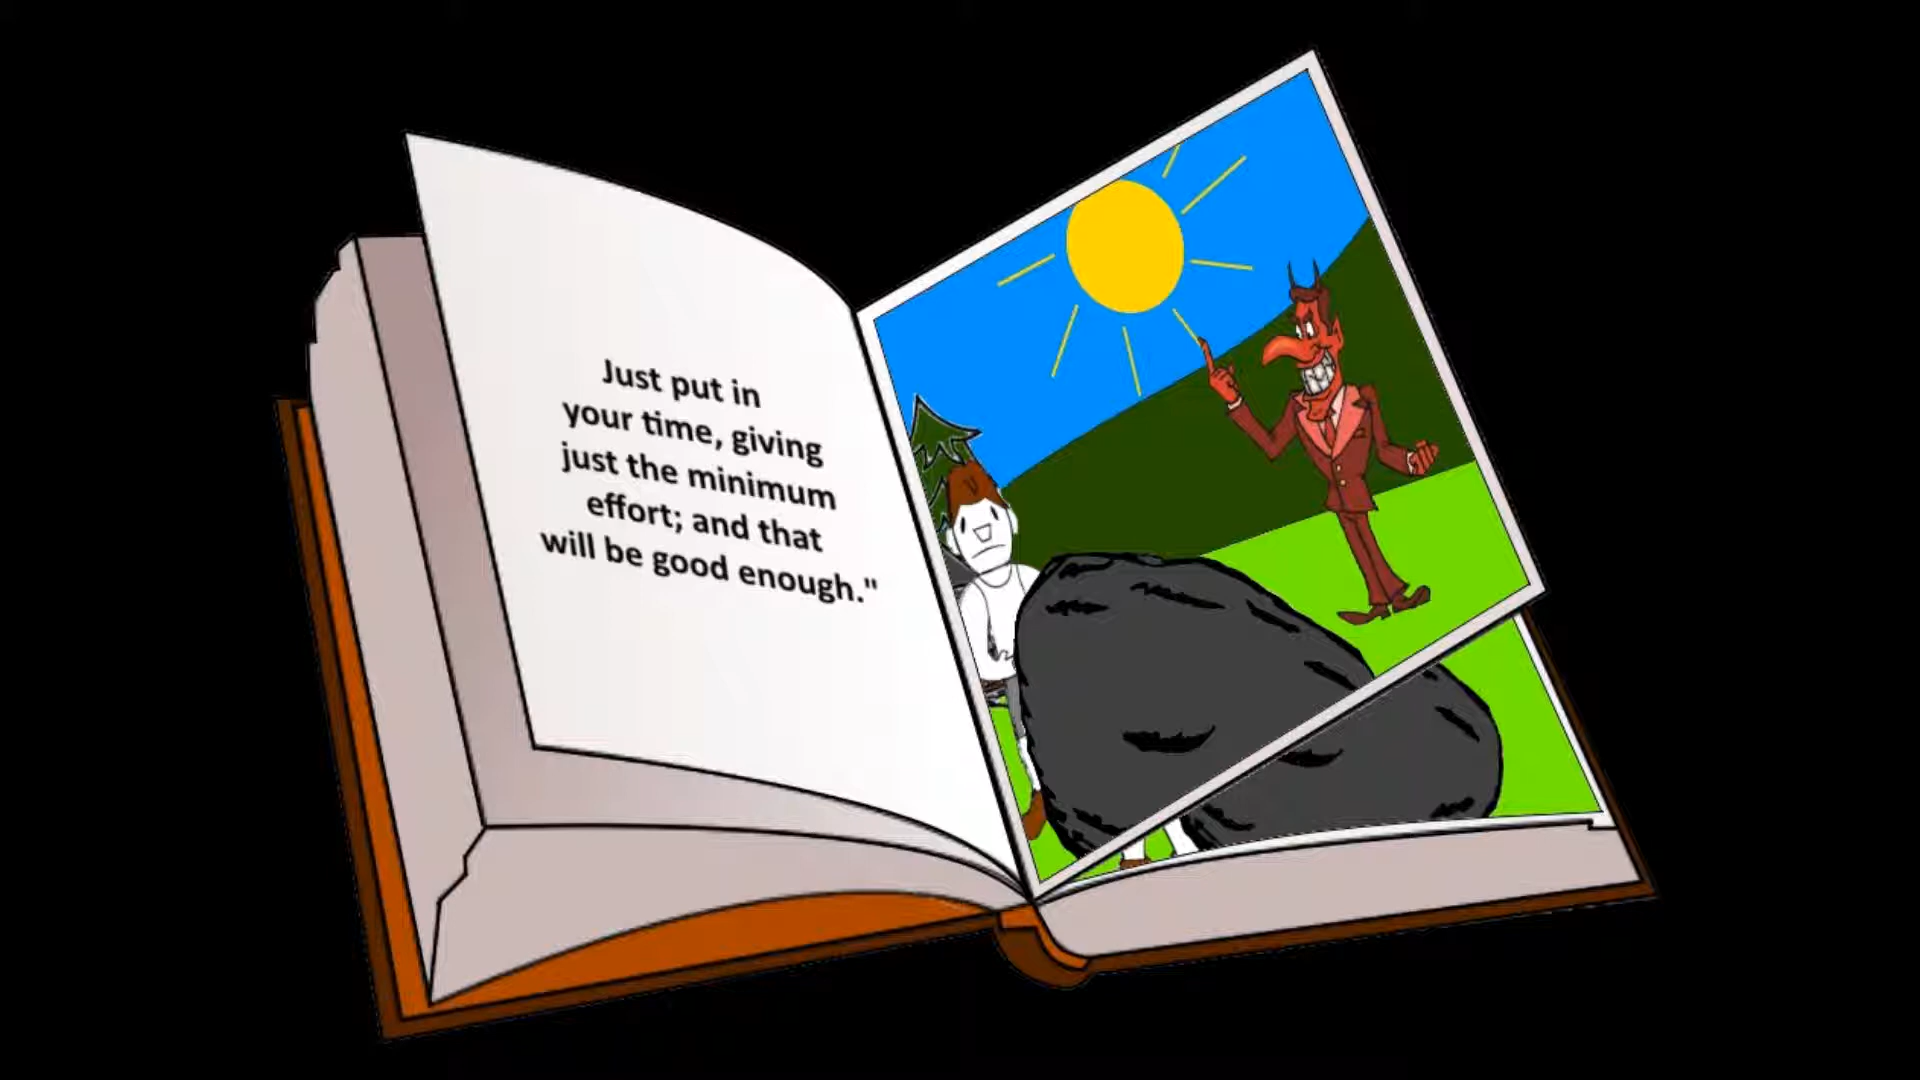 Just put in
your time, giving
just the minimum
effort; and that
will be good enough."